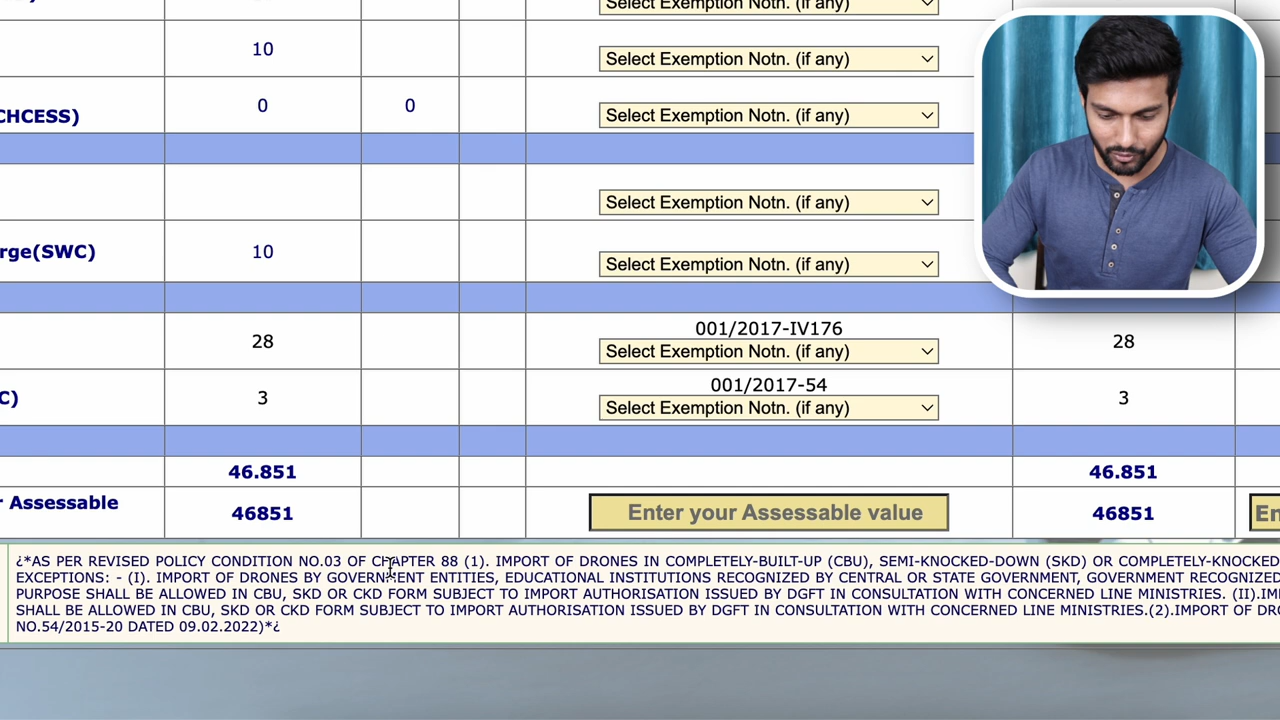 Select Exemption Notn. (if any)
10 Select Exemption Notn. (if any)
CHCESS) 0 0 Select Exemption Notn. (if any)
Select Exemption Notn. (if any)
rge(SWC) 10 Select Exemption Notn. (if any)
001/2017-IV176
28 Select Exemption Notn. (if any) 28
001/2017-54
C) 3 Select Exemption Notn. (if any) 3
46.851 46.851
r Assessable 46851 Enter your Assessable value 46851 En
¿*AS PER REVISED POLICY CONDITION NO.03 OF CHAPTER 88 (1). IMPORT OF DRONES IN COMPLETELY-BUILT-UP (CBU), SEMI-KNOCKED-DOWN (SKD) OR COMPLETELY-KNOCKED
EXCEPTIONS: - (I). IMPORT OF DRONES BY GOVERNMENT ENTITIES, EDUCATIONAL INSTITUTIONS RECOGNIZED BY CENTRAL OR STATE GOVERNMENT, GOVERNMENT RECOGNIZED
PURPOSE SHALL BE ALLOWED IN CBU, SKD OR CKD FORM SUBJECT TO IMPORT AUTHORISATION ISSUED BY DGFT IN CONSULTATION WITH CONCERNED LINE MINISTRIES. (II).IM
SHALL BE ALLOWED IN CBU, SKD OR CKD FORM SUBJECT TO IMPORT AUTHORISATION ISSUED BY DGFT IN CONSULTATION WITH CONCERNED LINE MINISTRIES.(2).IMPORT OF DRO
NO.54/2015-20 DATED 09.02.2022)*¿